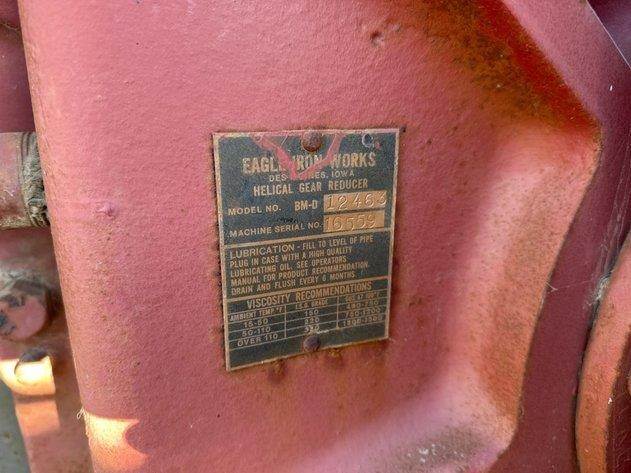 EAGLE IRON WORKS
DES MOINES, IOWA
HELICAL GEAR REDUCER
MODEL NO. BM-D 12463
MACHINE SERIAL NO. 16559
LUBRICATION - FILL TO LEVEL OF PIPE
PLUG IN CASE WITH A HIGH QUALITY
LUBRICATING OIL. SEE OPERATORS
MANUAL FOR PRODUCT RECOMMENDATION.
DRAIN AND FLUSH EVERY 6 MONTHS.
VISCOSITY RECOMMENDATIONS
AMBIENT TEMP. °F
15-50 150
50-110 220
OVER 110